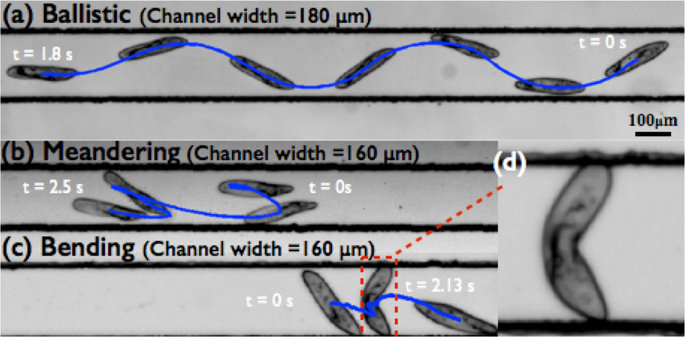 (a) Ballistic (Channel width =180 μm)
t = 1.8 s
t = 0 s
100μm
(b) Meandering (Channel width =160 μm)
(d)
t = 2.5 s
t = 0s
(c) Bending (Channel width =160 μm)
t = 0 s
t = 2.13 s